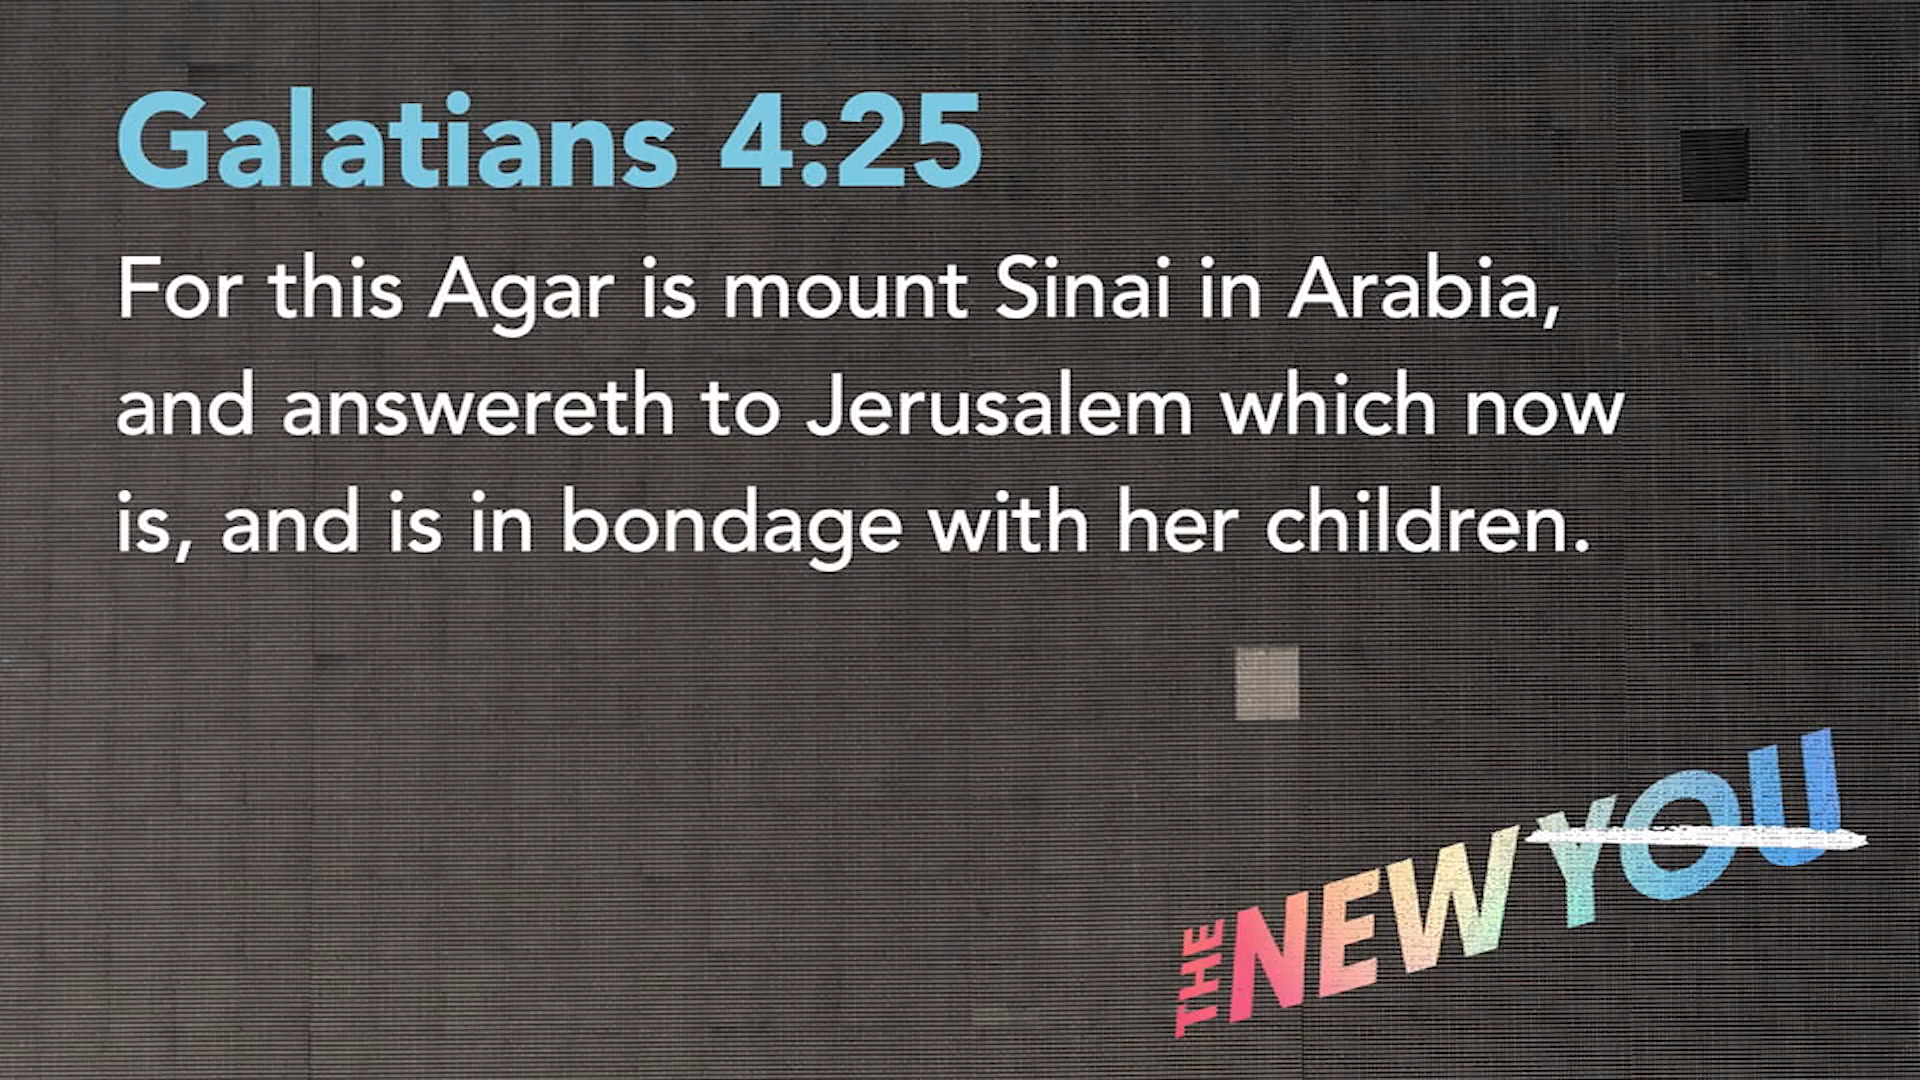 Galatians 4:25
For this Agar is mount Sinai in Arabia,
and answereth to Jerusalem which now
is, and is in bondage with her children.
THE NEW YOU